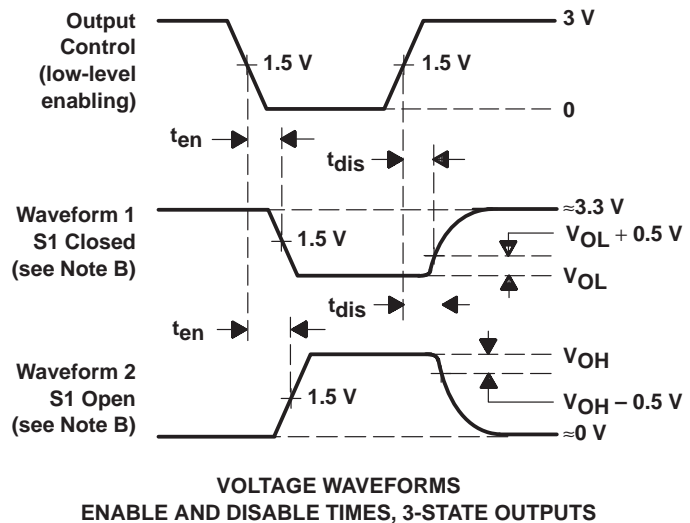 Output
Control
(low-level
enabling)
3 V
1.5 V
1.5 V
0
ten
tdis
Waveform 1
S1 Closed
(see Note B)
≈3.3 V
1.5 V
VOL + 0.5 V
VOL
ten
tdis
Waveform 2
S1 Open
(see Note B)
1.5 V
VOH
VOH – 0.5 V
≈0 V
VOLTAGE WAVEFORMS
ENABLE AND DISABLE TIMES, 3-STATE OUTPUTS